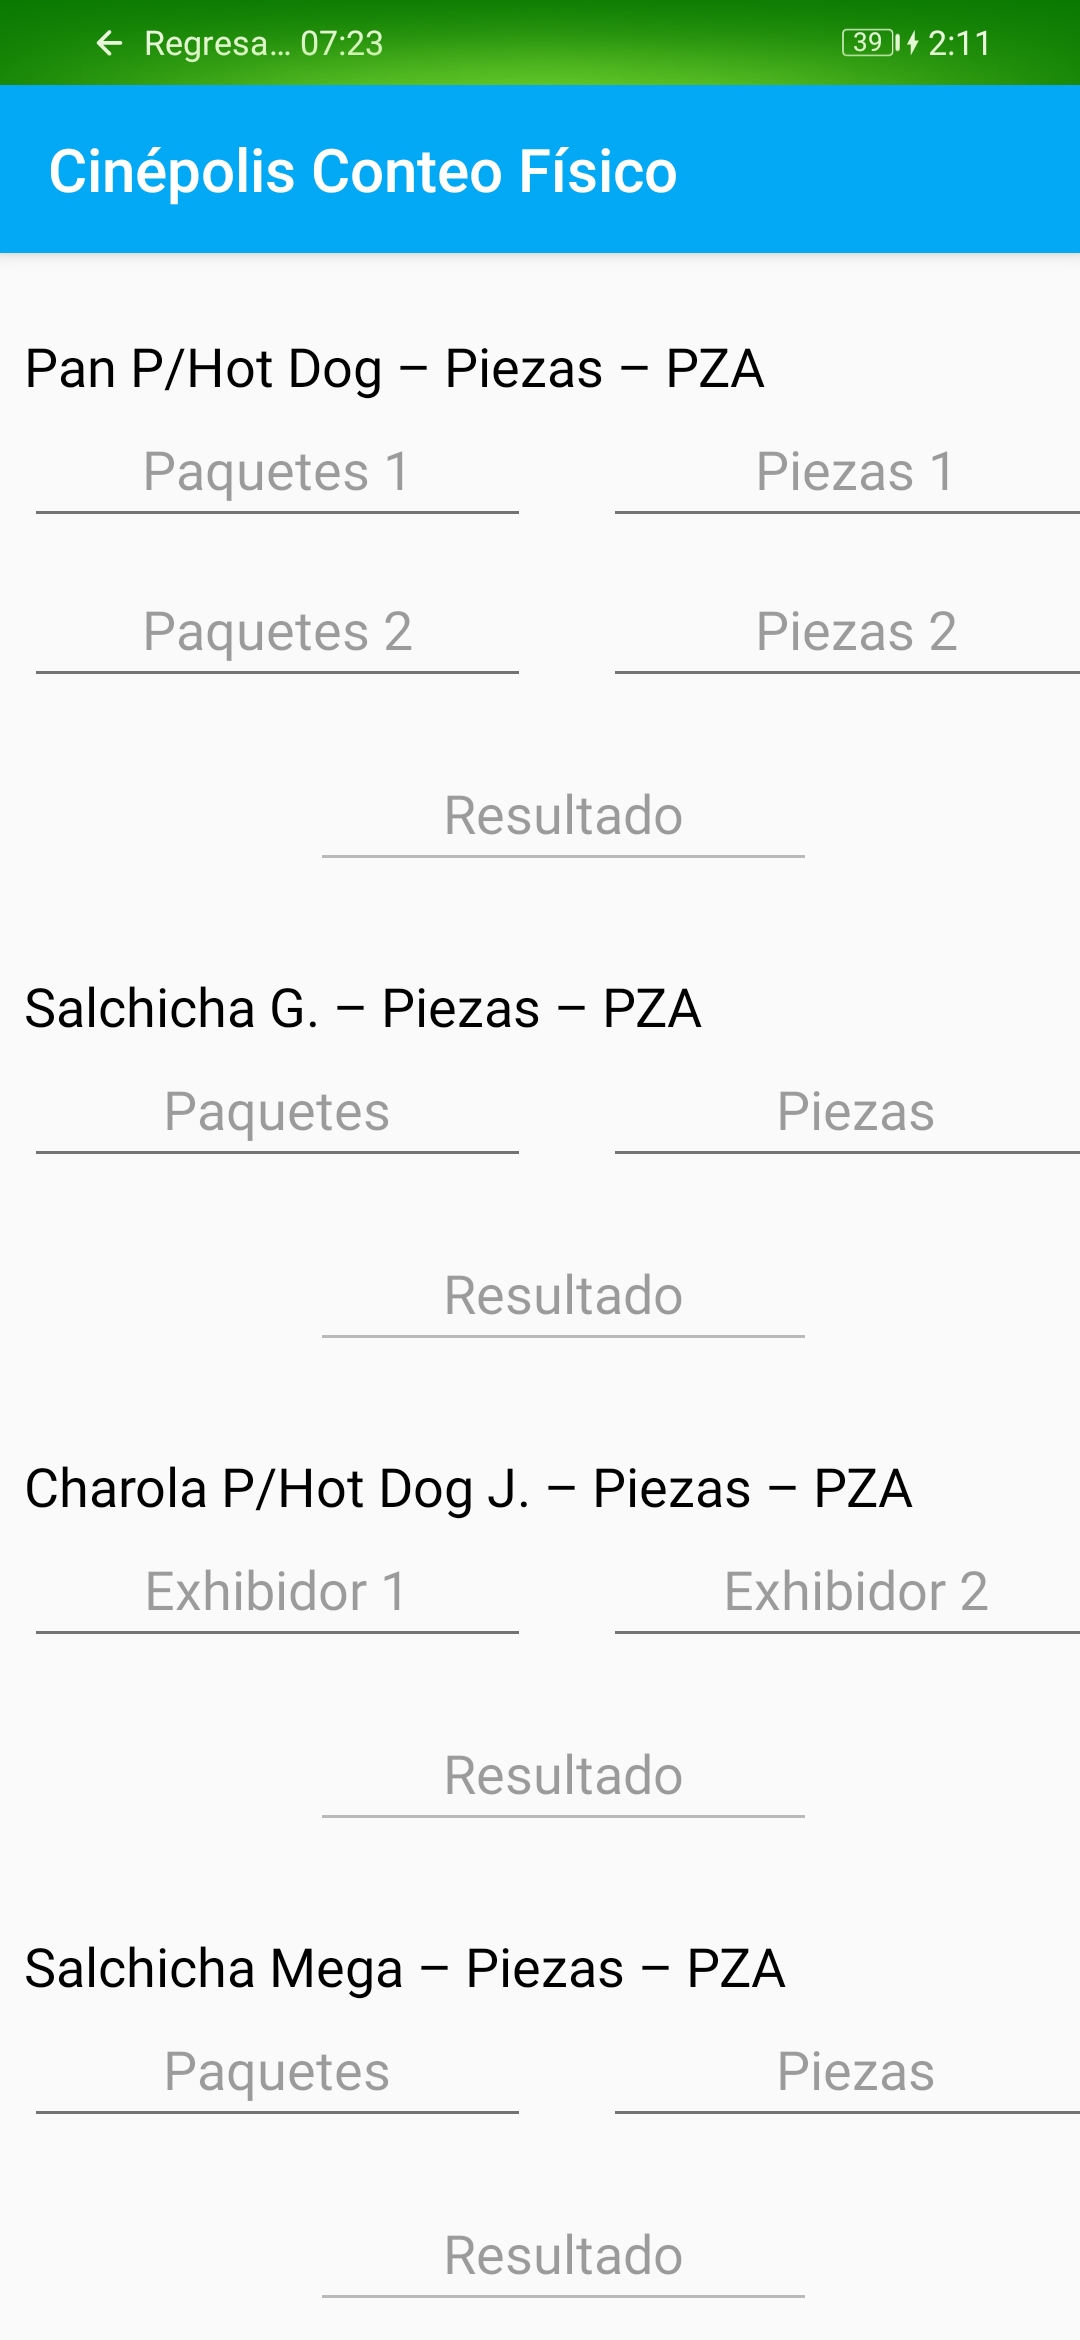 ← Regresa... 07:23 39 2:11
Cinépolis Conteo Físico
Pan P/Hot Dog – Piezas – PZA
Paquetes 1 Piezas 1
Paquetes 2 Piezas 2
Resultado
Salchicha G. – Piezas – PZA
Paquetes Piezas
Resultado
Charola P/Hot Dog J. – Piezas – PZA
Exhibidor 1 Exhibidor 2
Resultado
Salchicha Mega – Piezas – PZA
Paquetes Piezas
Resultado